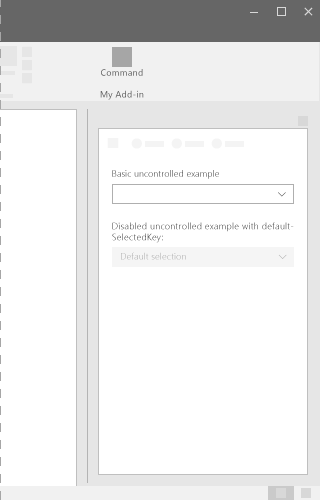 Command
My Add-in
Basic uncontrolled example
Disabled uncontrolled example with default-
SelectedKey:
Default selection